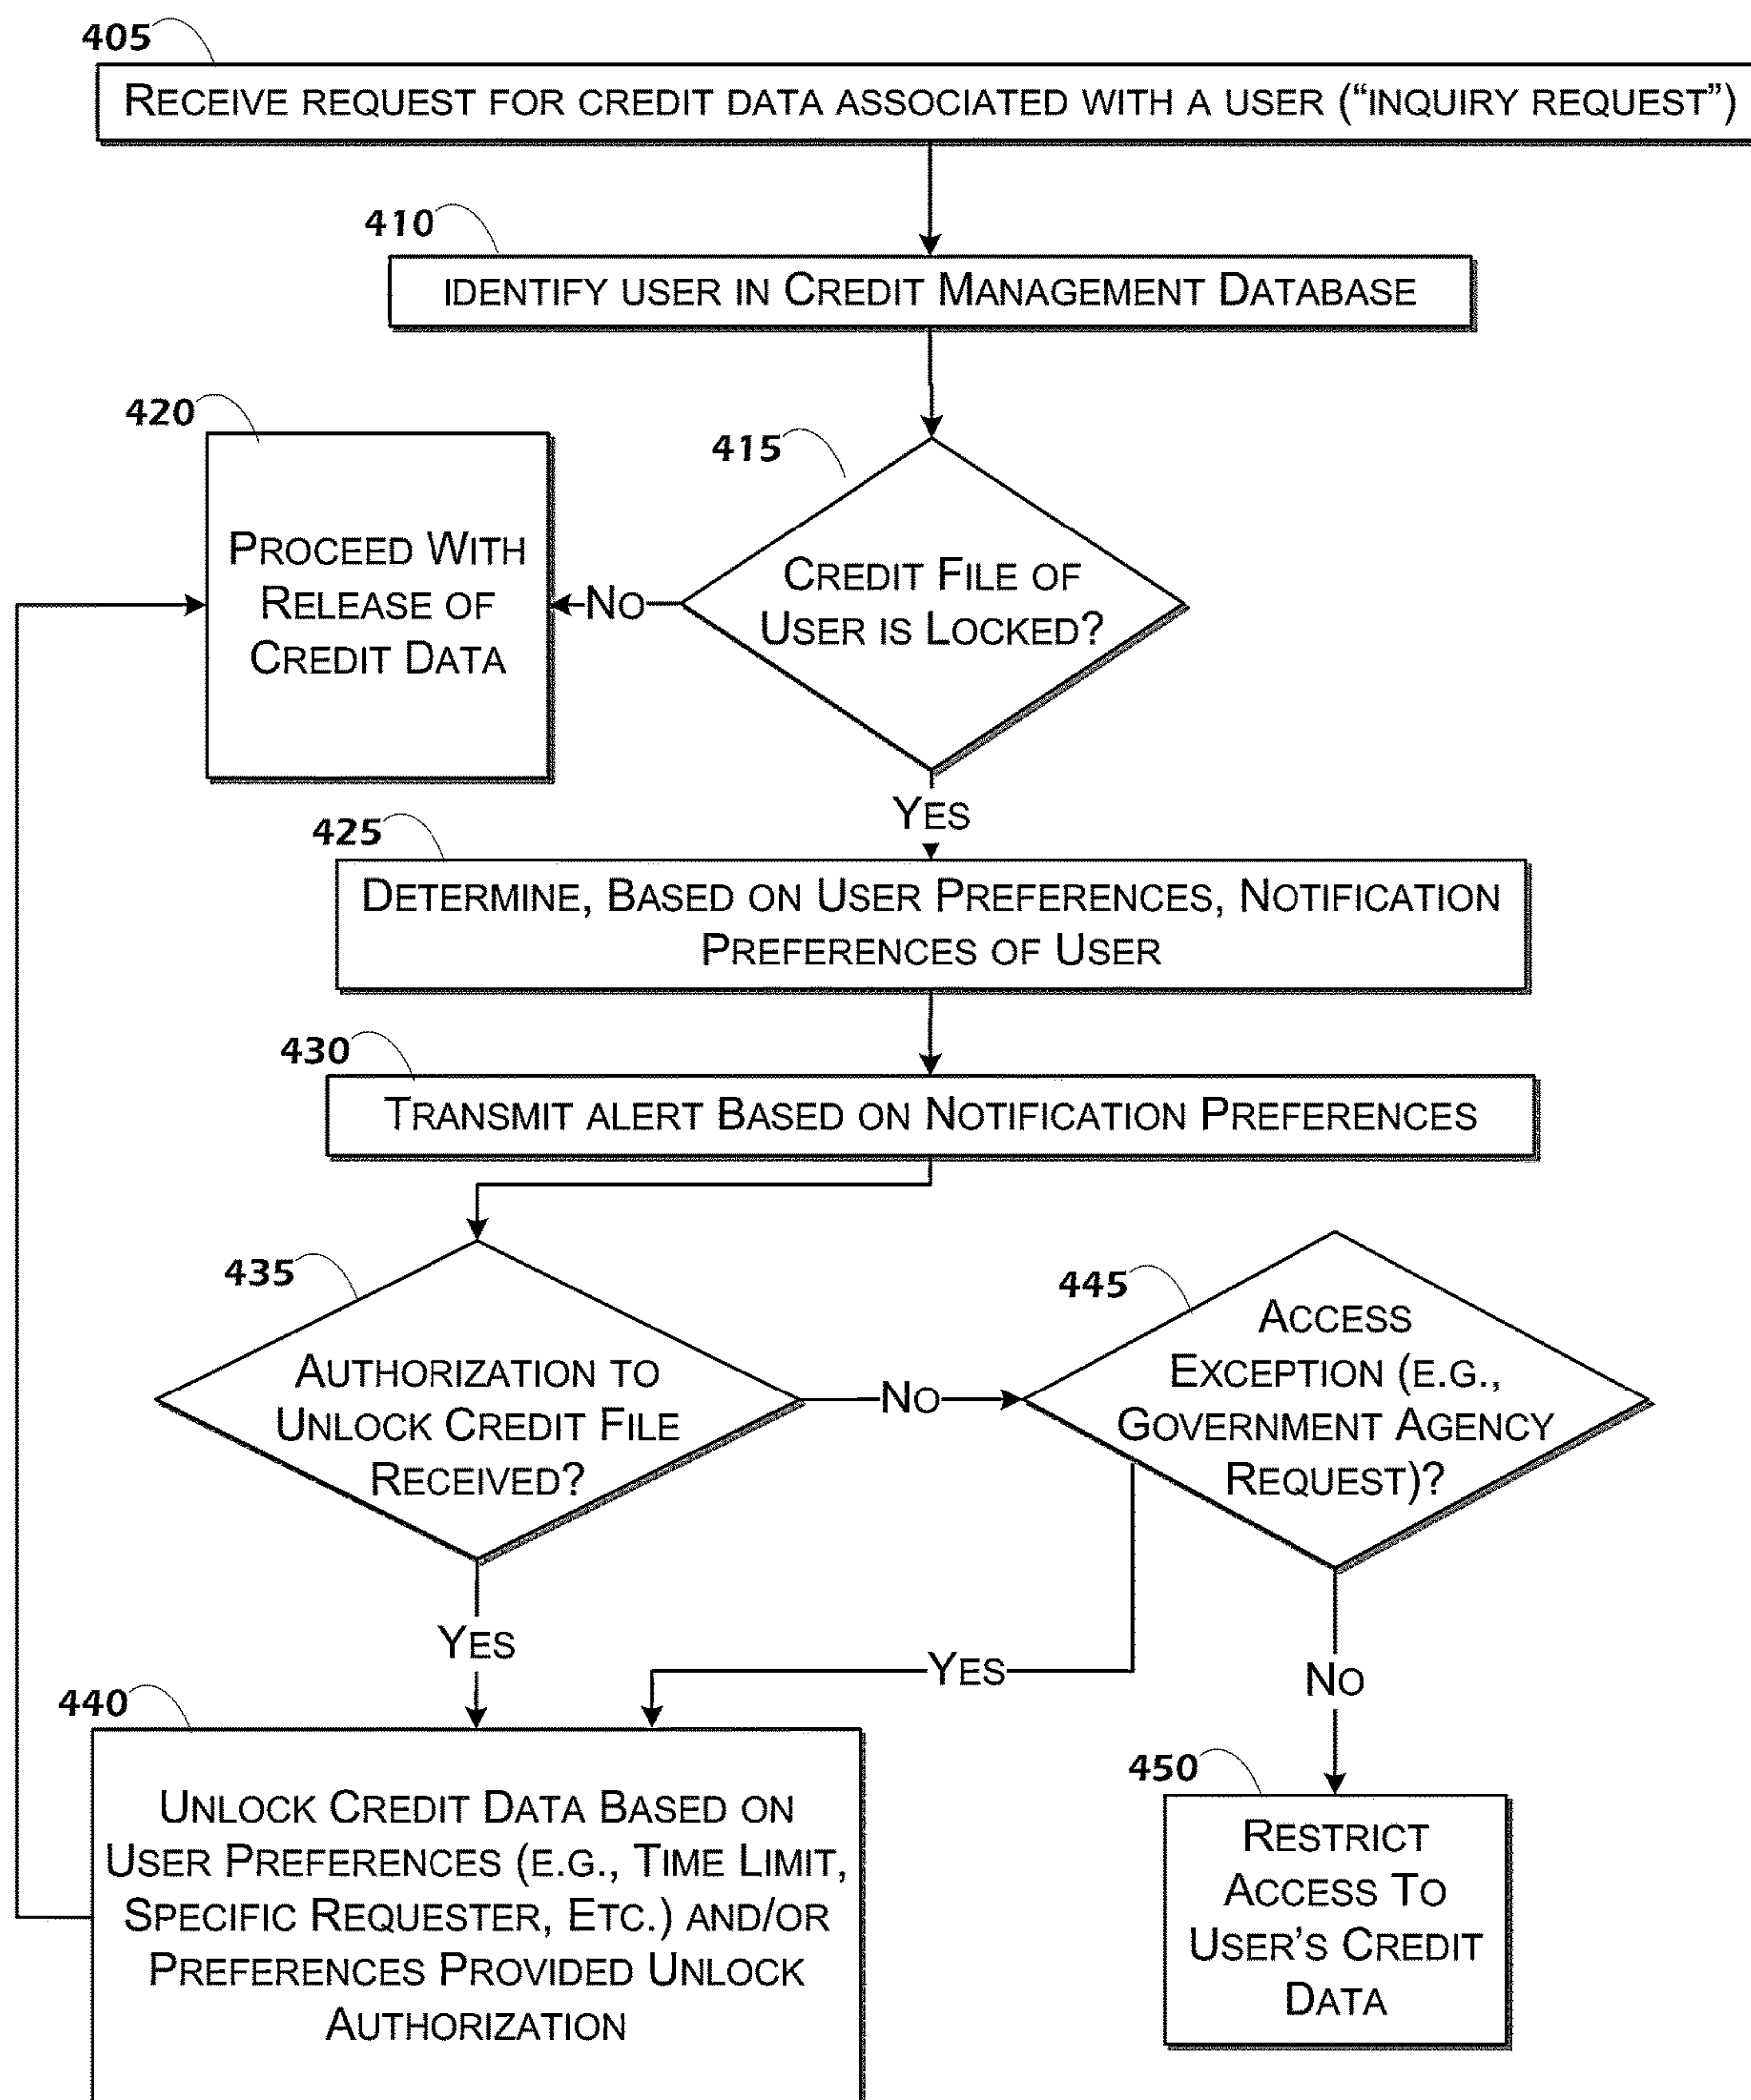 405
RECEIVE REQUEST FOR CREDIT DATA ASSOCIATED WITH A USER (“INQUIRY REQUEST”)
410
IDENTIFY USER IN CREDIT MANAGEMENT DATABASE
420
PROCEED WITH
RELEASE OF
CREDIT DATA
415
CREDIT FILE OF
USER IS LOCKED?
NO
YES
425
DETERMINE, BASED ON USER PREFERENCES, NOTIFICATION
PREFERENCES OF USER
430
TRANSMIT ALERT BASED ON NOTIFICATION PREFERENCES
435
AUTHORIZATION TO
UNLOCK CREDIT FILE
RECEIVED?
NO
445
ACCESS
EXCEPTION (E.G.,
GOVERNMENT AGENCY
REQUEST)?
YES
YES
NO
440
UNLOCK CREDIT DATA BASED ON
USER PREFERENCES (E.G., TIME LIMIT,
SPECIFIC REQUESTER, ETC.) AND/OR
PREFERENCES PROVIDED UNLOCK
AUTHORIZATION
450
RESTRICT
ACCESS TO
USER’S CREDIT
DATA